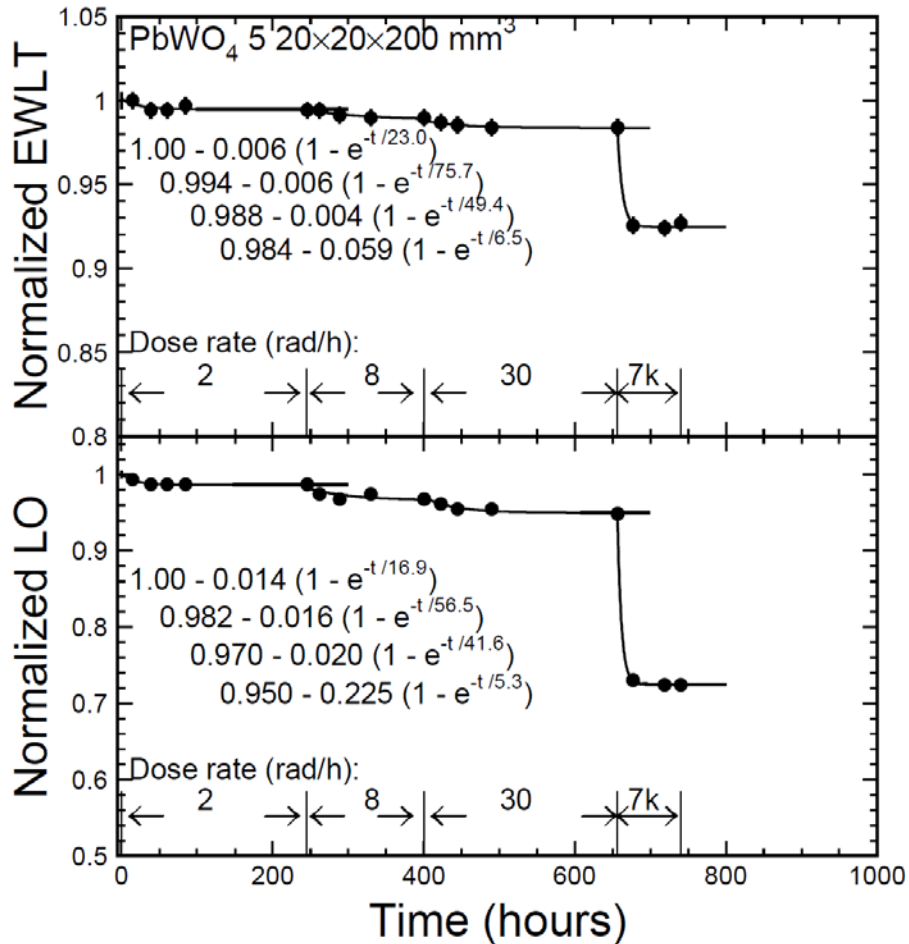 1.05
PbWO₄ 5 20×20×200 mm³
1
1.00 - 0.006 (1 - e^(-t /23.0))
0.994 - 0.006 (1 - e^(-t /75.7))
0.95
0.988 - 0.004 (1 - e^(-t /49.4))
0.984 - 0.059 (1 - e^(-t /6.5))
0.9
Normalized EWLT
0.85
Dose rate (rad/h):
2 8 30 7k
0.8
1
0.9
1.00 - 0.014 (1 - e^(-t /16.9))
0.982 - 0.016 (1 - e^(-t /56.5))
0.8
0.970 - 0.020 (1 - e^(-t /41.6))
0.950 - 0.225 (1 - e^(-t /5.3))
0.7
Normalized LO
Dose rate (rad/h):
0.6
2 8 30 7k
0.5
0 200 400 600 800 1000
Time (hours)